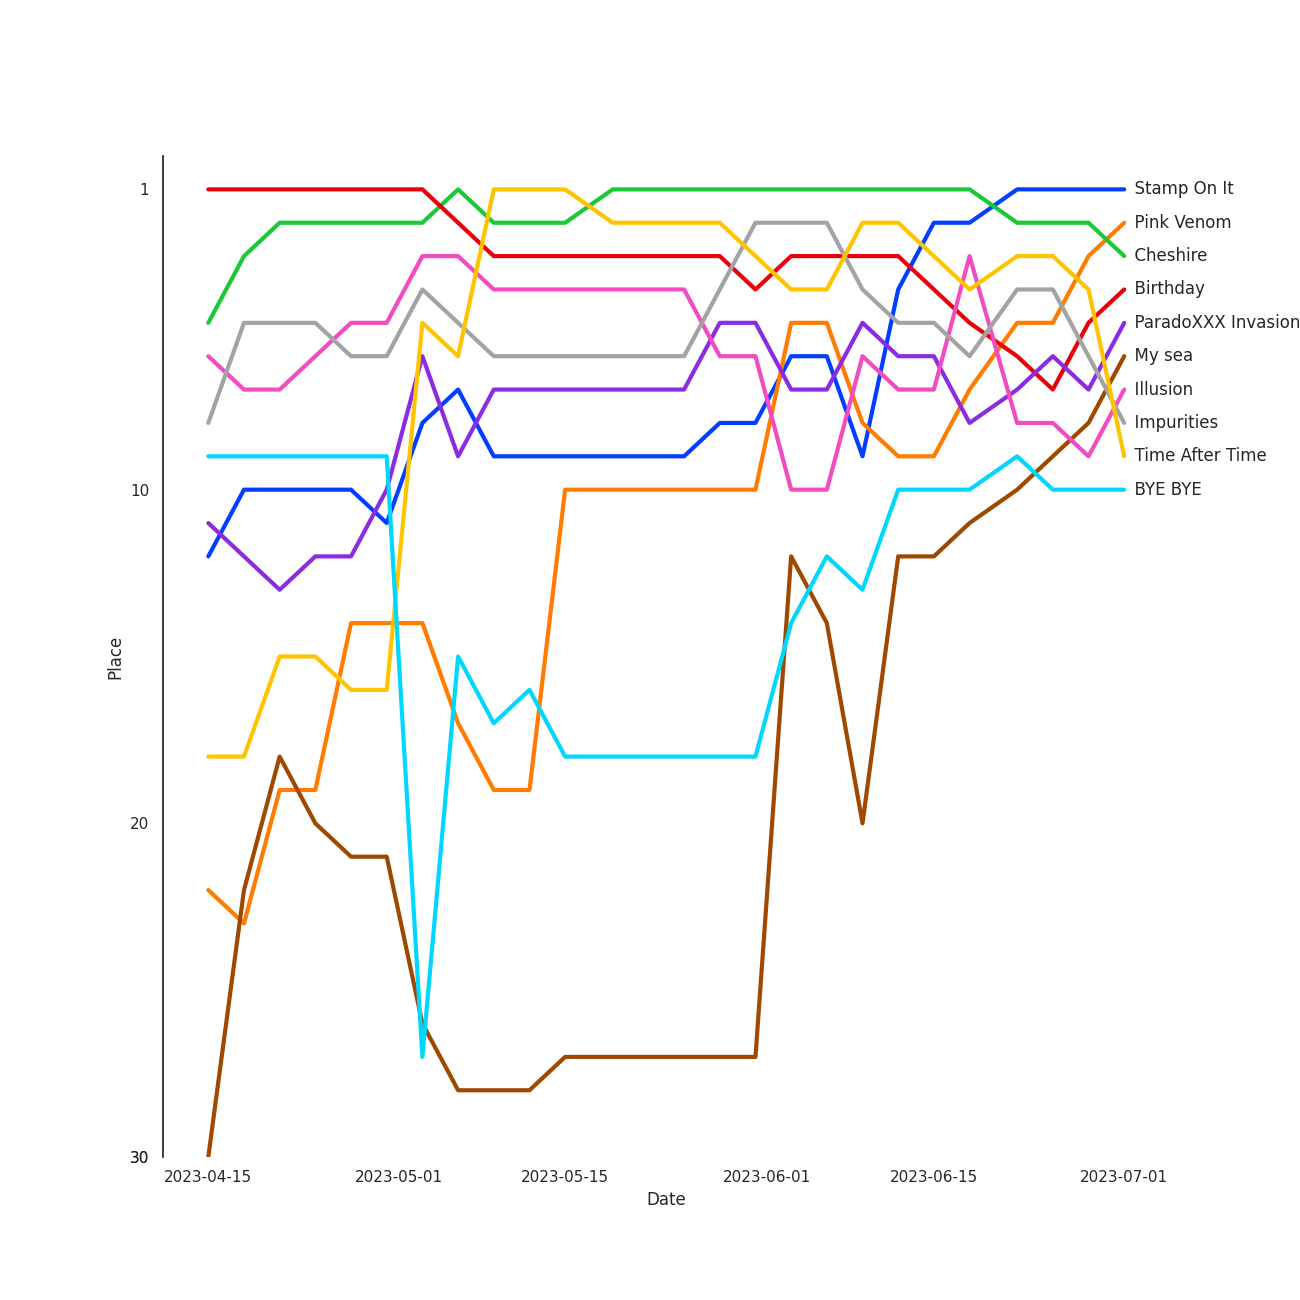 1
10
20
30
Place
Stamp On It
Pink Venom
Cheshire
Birthday
ParadoXXX Invasion
My sea
Illusion
Impurities
Time After Time
BYE BYE
2023-04-15 2023-05-01 2023-05-15 2023-06-01 2023-06-15 2023-07-01
Date